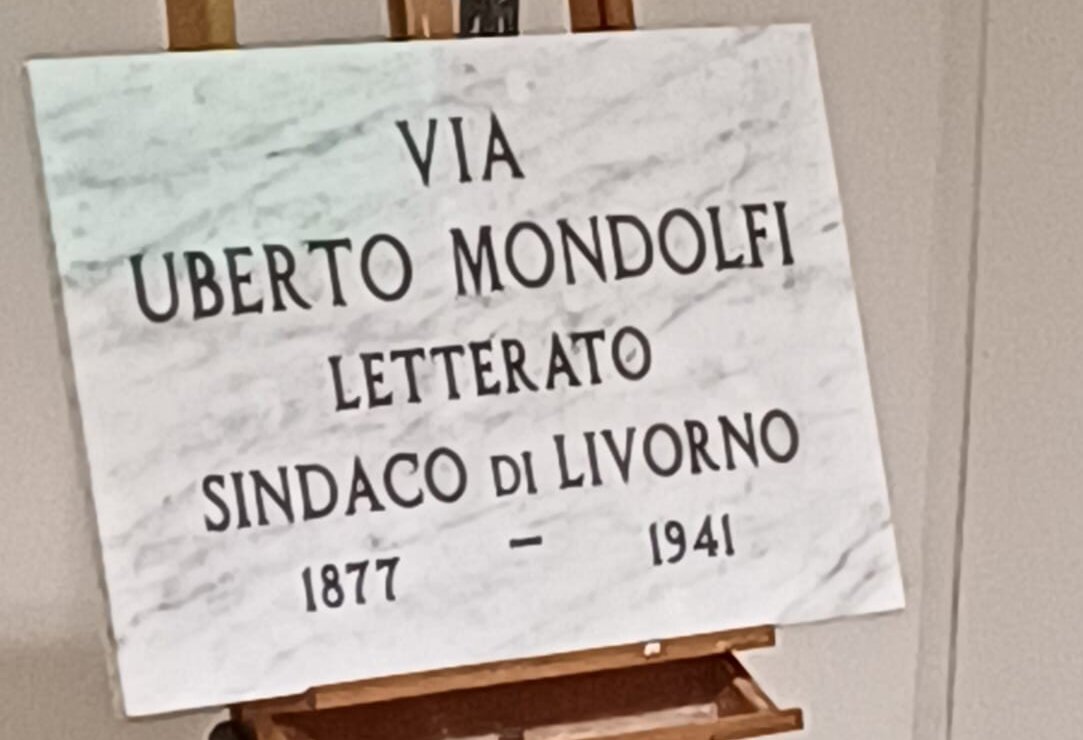 VIA
UBERTO MONDOLFI
LETTERATO
SINDACO DI LIVORNO
1877 - 1941